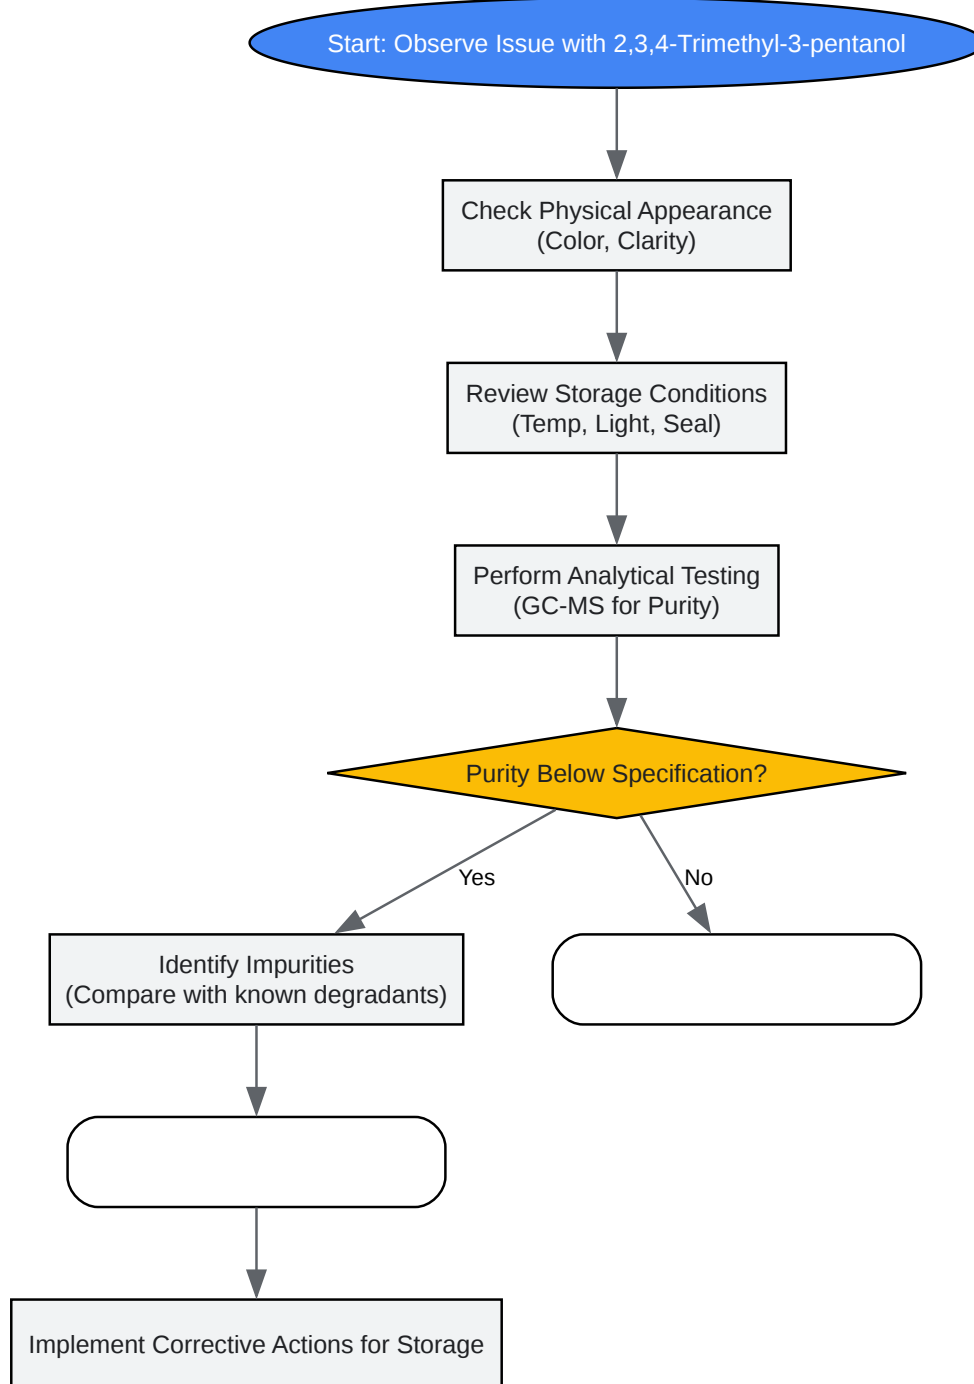 Start: Observe Issue with 2,3,4-Trimethyl-3-pentanol
Check Physical Appearance
(Color, Clarity)
Review Storage Conditions
(Temp, Light, Seal)
Perform Analytical Testing
(GC-MS for Purity)
Purity Below Specification?
Yes
No
Identify Impurities
(Compare with known degradants)
Implement Corrective Actions for Storage